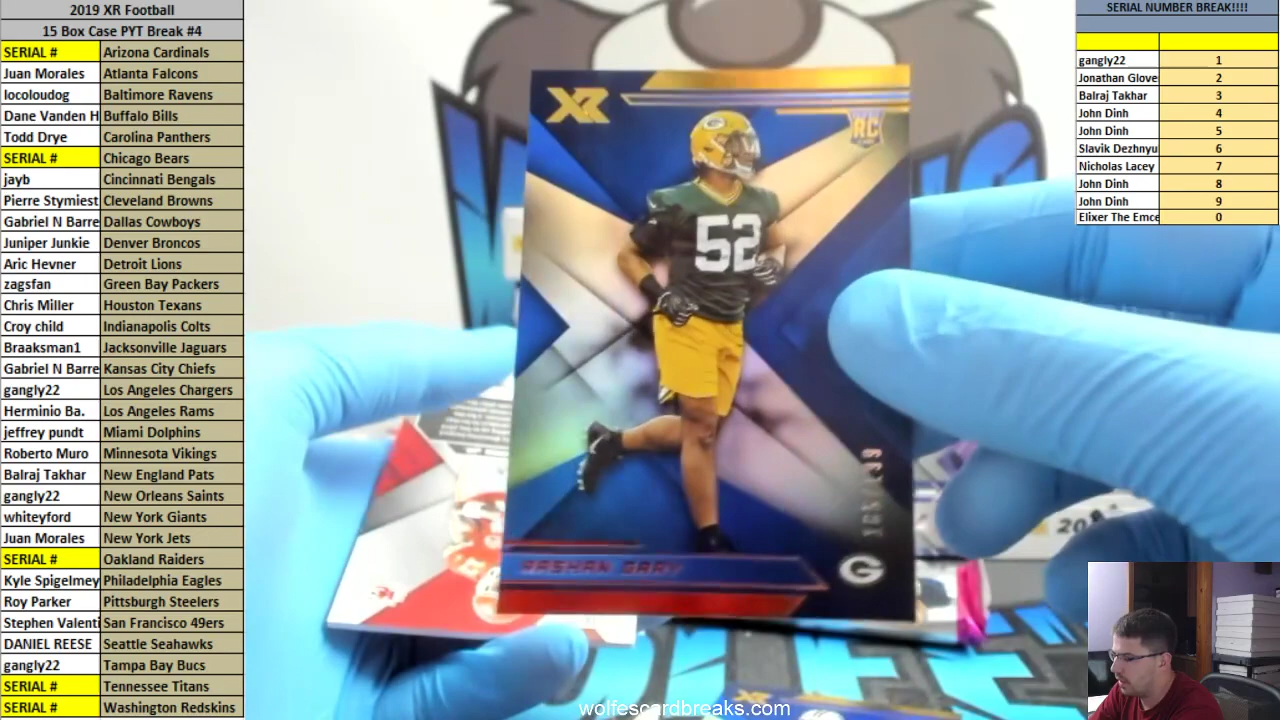 2019 XR Football
15 Box Case PYT Break #4
SERIAL # Arizona Cardinals
Juan Morales Atlanta Falcons
locoloudog Baltimore Ravens
Dane Vanden H Buffalo Bills
Todd Drye Carolina Panthers
SERIAL # Chicago Bears
jayb Cincinnati Bengals
Pierre Stymiest Cleveland Browns
Gabriel N Barre Dallas Cowboys
Juniper Junkie Denver Broncos
Aric Hevner Detroit Lions
zagsfan Green Bay Packers
Chris Miller Houston Texans
Croy child Indianapolis Colts
Braaksman1 Jacksonville Jaguars
Gabriel N Barre Kansas City Chiefs
gangly22 Los Angeles Chargers
Herminio Ba. Los Angeles Rams
jeffrey pundt Miami Dolphins
Roberto Muro Minnesota Vikings
Balraj Takhar New England Pats
gangly22 New Orleans Saints
whiteyford New York Giants
Juan Morales New York Jets
SERIAL # Oakland Raiders
Kyle Spigelmey Philadelphia Eagles
Roy Parker Pittsburgh Steelers
Stephen Valenti San Francisco 49ers
DANIEL REESE Seattle Seahawks
gangly22 Tampa Bay Bucs
SERIAL # Tennessee Titans
SERIAL # Washington Redskins
XR
RC
52
G
RASHAN GARY
G
wolfescardbreaks.com
SERIAL NUMBER BREAK!!!!
gangly22 1
Jonathan Glove 2
Balraj Takhar 3
John Dinh 4
John Dinh 5
Slavik Dezhnyu 6
Nicholas Lacey 7
John Dinh 8
John Dinh 9
Elixer The Emce 0